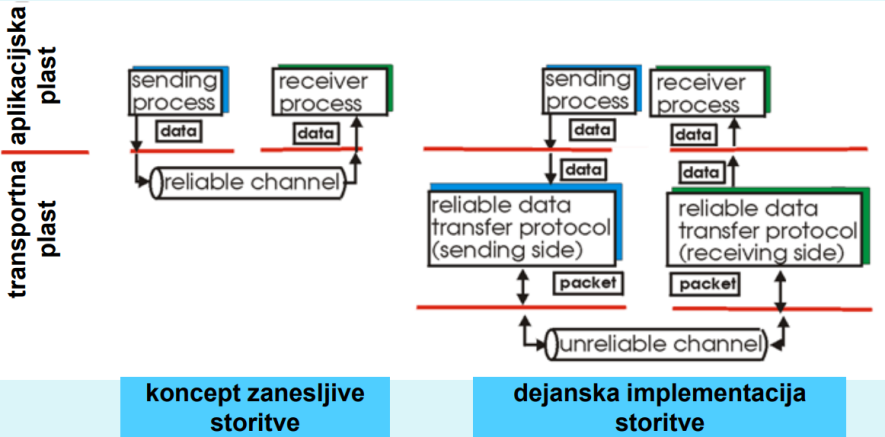 aplikacijska
plast
transportna
plast
sending
process
receiver
process
data
data
reliable channel
koncept zanesljive
storitve
sending
process
receiver
process
data
data
data
data
reliable data
transfer protocol
(sending side)
reliable data
transfer protocol
(receiving side)
packet
packet
unreliable channel
dejanska implementacija
storitve